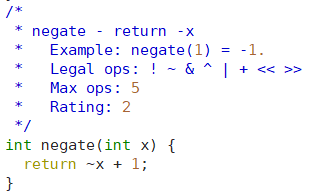 /*
 * negate - return -x
 *   Example: negate(1) = -1.
 *   Legal ops: ! ~ & ^ | + << >>
 *   Max ops: 5
 *   Rating: 2
 */
int negate(int x) {
  return ~x + 1;
}